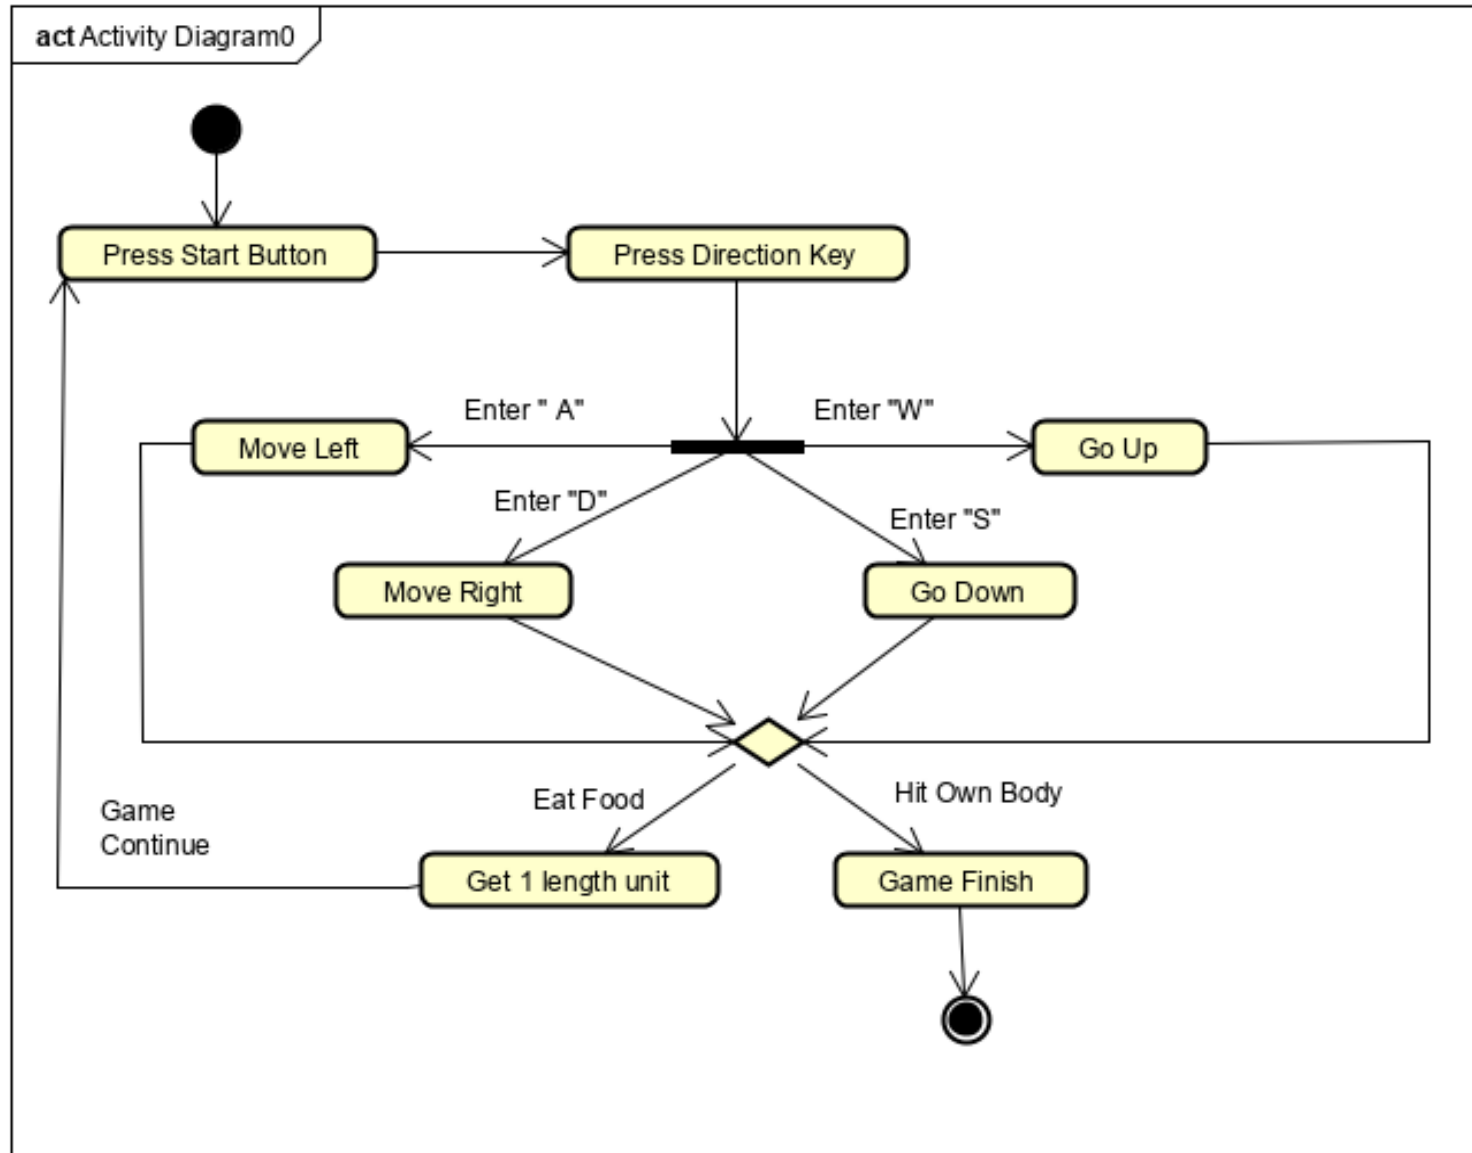 act Activity Diagram0
Press Start Button
Press Direction Key
Enter " A"
Enter "W"
Move Left
Go Up
Enter "D"
Enter "S"
Move Right
Go Down
Eat Food
Hit Own Body
Game
Continue
Get 1 length unit
Game Finish